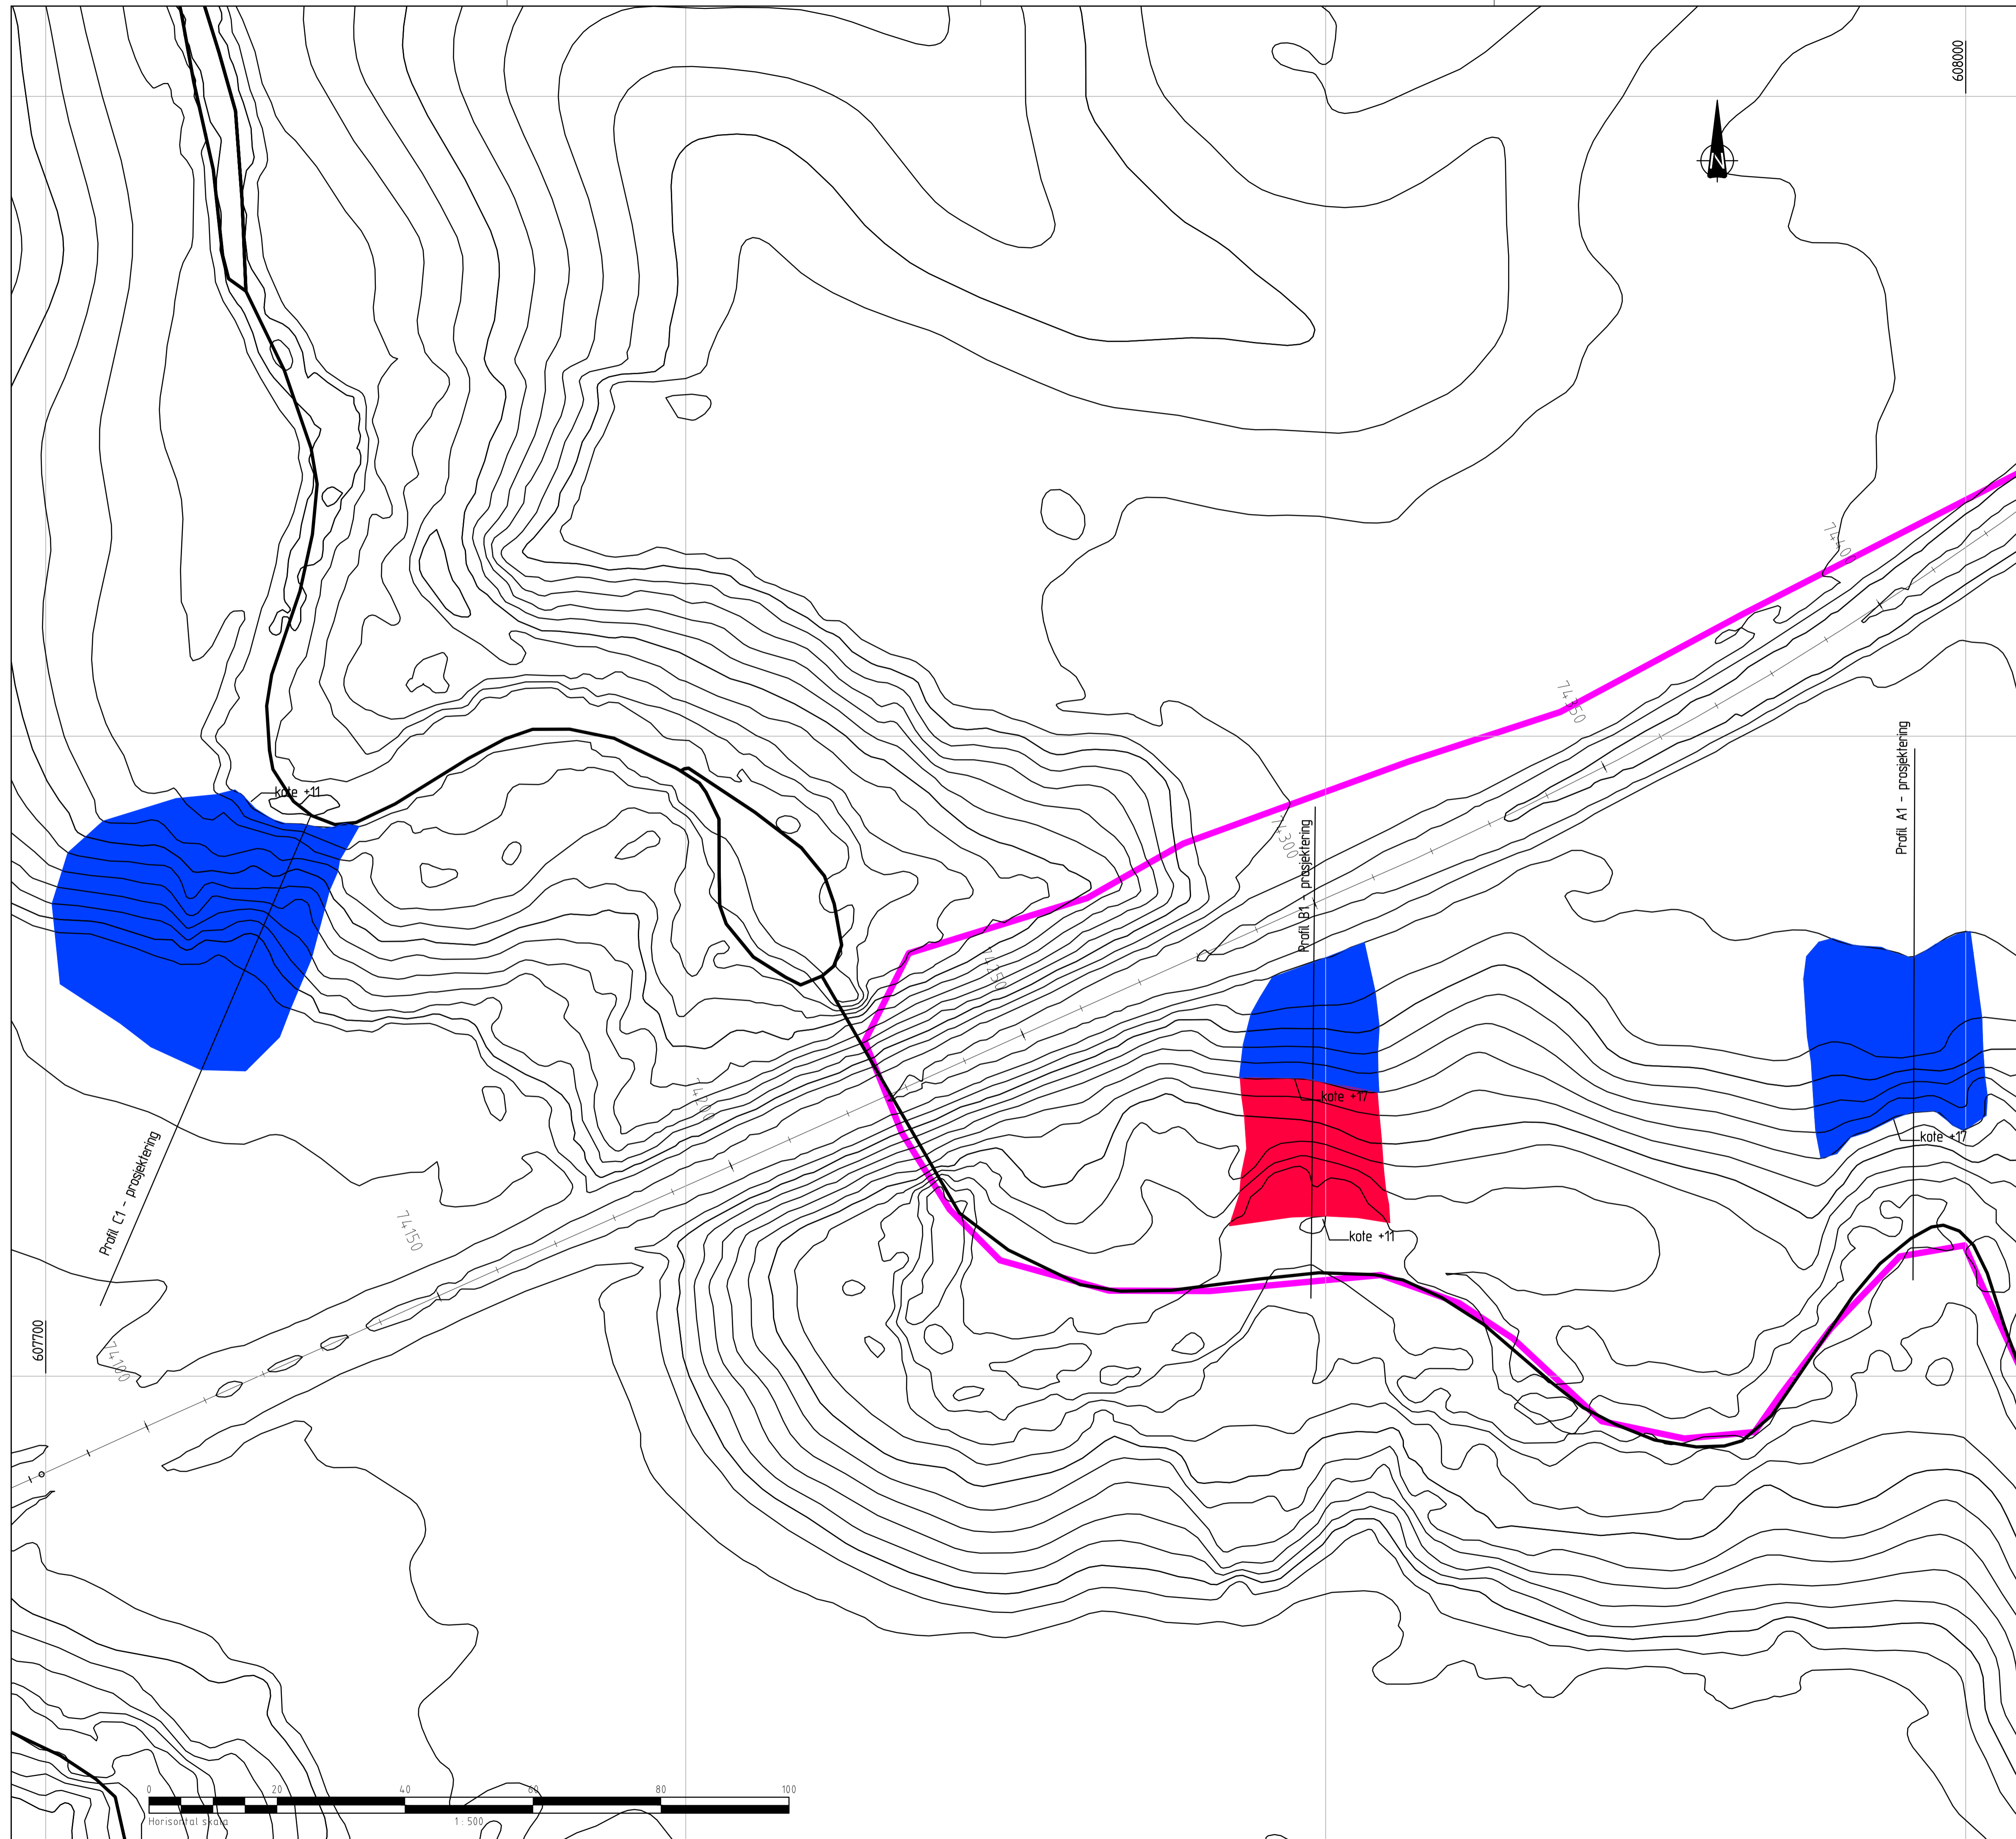 608000
N
74400
74350
Profil A1 - prosjektering
kote +11
74300
Profil B1 - prosjektering
74250
kote +17
74200
kote +17
Profil C1 - prosjektering
74150
kote +11
607700
74100
0 20 40 60 80 100
Horisontal skala 1 : 500